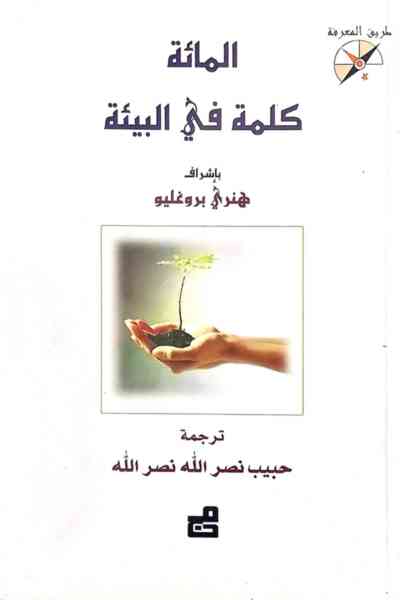 طريق المعرفة
المائة
كلمة في البيئة
بإشراف
هنري بروغليو
ترجمة
حبيب نصر الله نصر الله